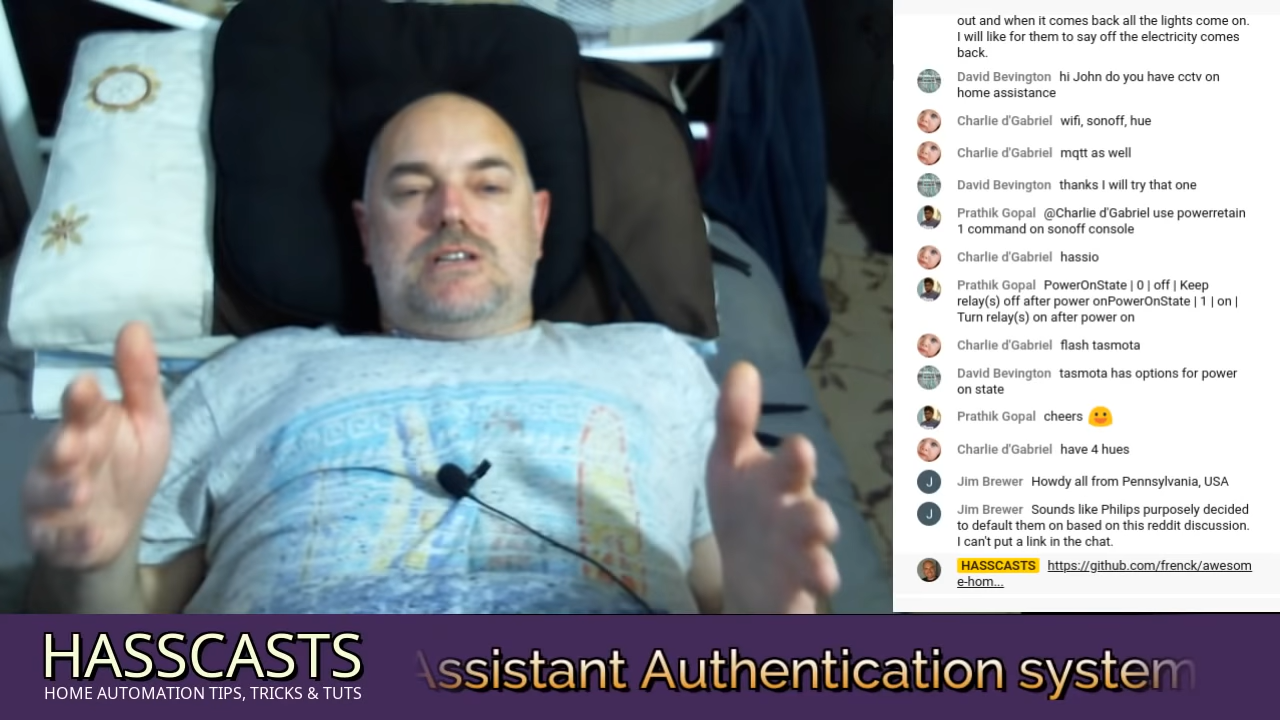 out and when it comes back all the lights come on.
I will like for them to say off the electricity comes
back.
David Bevington hi John do you have cctv on
home assistance
Charlie d'Gabriel wifi, sonoff, hue
Charlie d'Gabriel mqtt as well
David Bevington thanks I will try that one
Prathik Gopal @Charlie d'Gabriel use powerretain
1 command on sonoff console
Charlie d'Gabriel hassio
Prathik Gopal PowerOnState | 0 | off | Keep
relay(s) off after power onPowerOnState | 1 | on |
Turn relay(s) on after power on
Charlie d'Gabriel flash tasmota
David Bevington tasmota has options for power
on state
Prathik Gopal cheers
Charlie d'Gabriel have 4 hues
J Jim Brewer Howdy all from Pennsylvania, USA
J Jim Brewer Sounds like Philips purposely decided
to default them on based on this reddit discussion.
I can't put a link in the chat.
HASSCASTS https://github.com/frenck/awesom
e-hom...
HASSCASTS
HOME AUTOMATION TIPS, TRICKS & TUTS
Assistant Authentication system